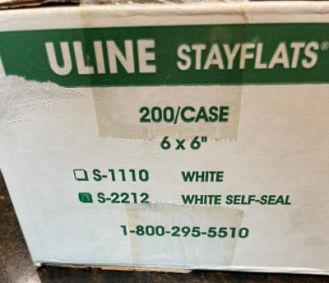 ULINE STAYFLATS®
200/CASE
6 x 6"
S-1110 WHITE
S-2212 WHITE SELF-SEAL
1-800-295-5510